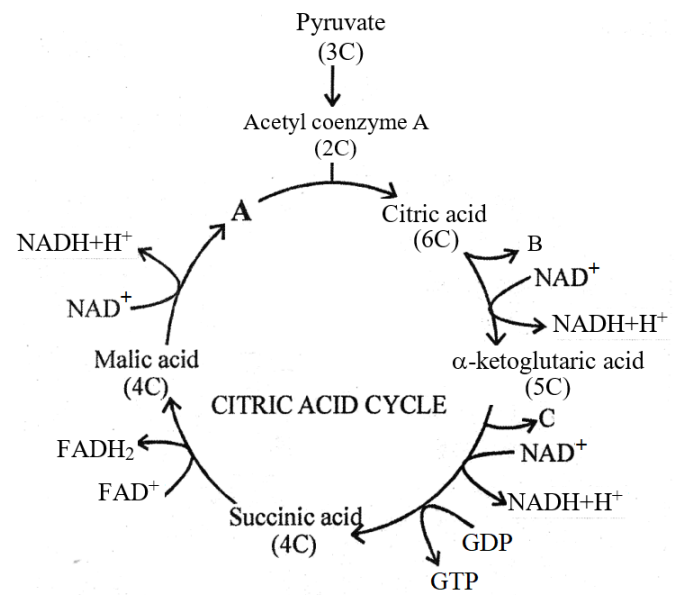 Pyruvate
(3C)
Acetyl coenzyme A
(2C)
A
Citric acid
(6C)
B
NAD⁺
NADH+H⁺
α-ketoglutaric acid
(5C)
C
NAD⁺
NADH+H⁺
GDP
GTP
Succinic acid
(4C)
FAD⁺
FADH₂
Malic acid
(4C)
NAD⁺
NADH+H⁺
CITRIC ACID CYCLE